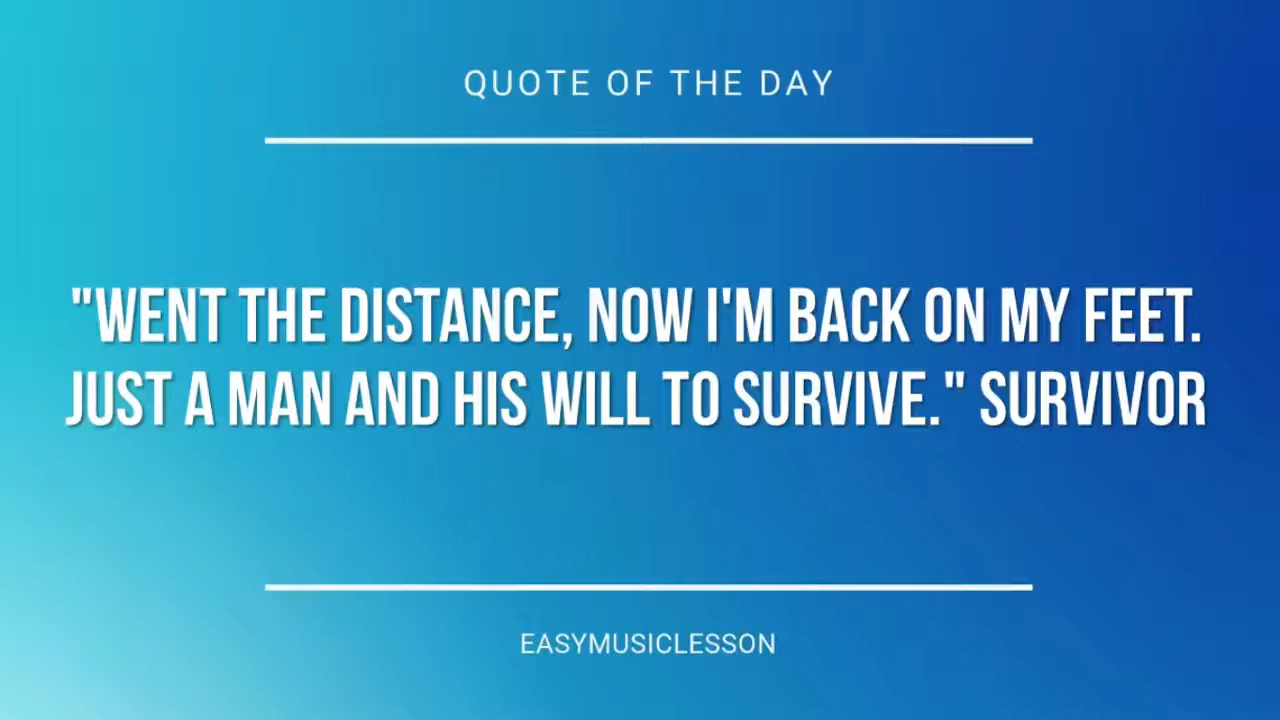 QUOTE OF THE DAY
"WENT THE DISTANCE, NOW I'M BACK ON MY FEET.
JUST A MAN AND HIS WILL TO SURVIVE." SURVIVOR
EASYMUSICLESSON